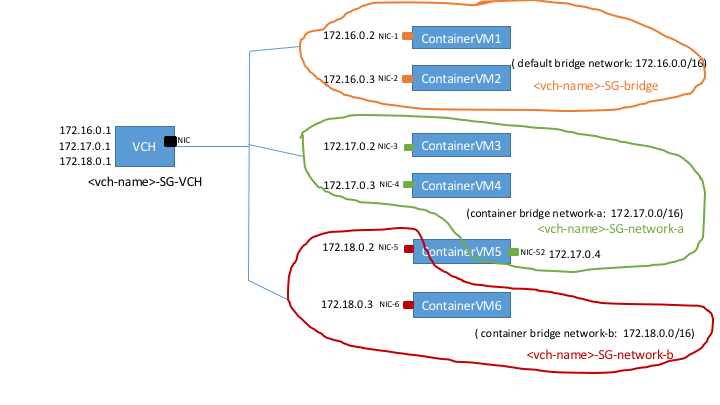 172.16.0.2 NIC-1 ContainerVM1
( default bridge network: 172.16.0.0/16)
172.16.0.3 NIC-2 ContainerVM2
<vch-name>-SG-bridge
172.16.0.1
172.17.0.1
172.18.0.1
VCH
NIC
<vch-name>-SG-VCH
172.17.0.2 NIC-3 ContainerVM3
172.17.0.3 NIC-4 ContainerVM4
(container bridge network-a: 172.17.0.0/16)
<vch-name>-SG-network-a
172.18.0.2 NIC-5 ContainerVM5 NIC-52 172.17.0.4
172.18.0.3 NIC-6 ContainerVM6
( container bridge network-b: 172.18.0.0/16)
<vch-name>-SG-network-b